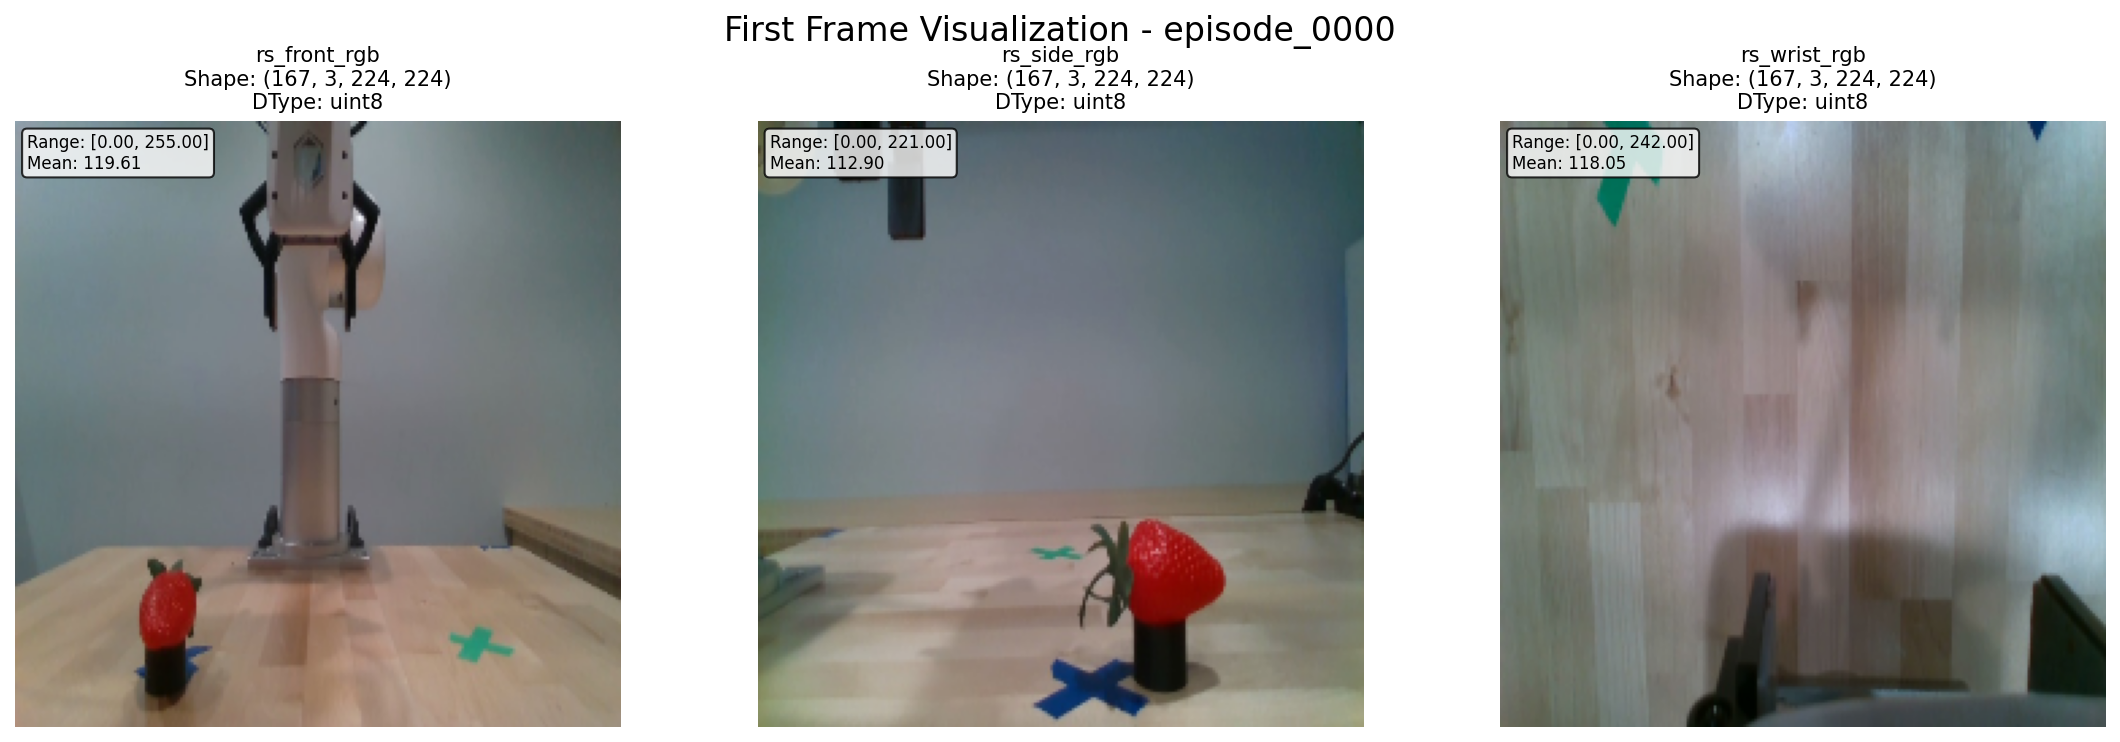 First Frame Visualization - episode_0000
rs_front_rgb
Shape: (167, 3, 224, 224)
DType: uint8
Range: [0.00, 255.00]
Mean: 119.61
rs_side_rgb
Shape: (167, 3, 224, 224)
DType: uint8
Range: [0.00, 221.00]
Mean: 112.90
rs_wrist_rgb
Shape: (167, 3, 224, 224)
DType: uint8
Range: [0.00, 242.00]
Mean: 118.05